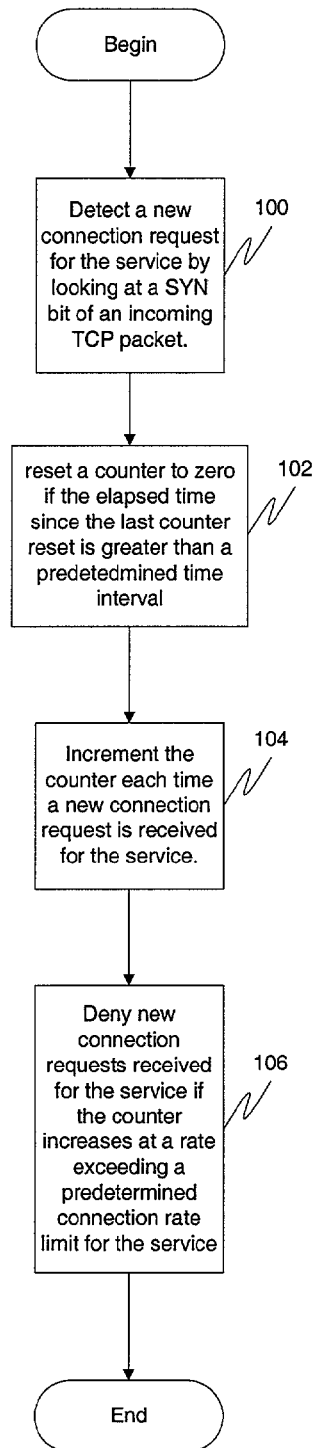 Begin
Detect a new
connection request
for the service by
looking at a SYN
bit of an incoming
TCP packet.
100
reset a counter to zero
if the elapsed time
since the last counter
reset is greater than a
predetedmined time
interval
102
Increment the
counter each time
a new connection
request is received
for the service.
104
Deny new
connection
requests received
for the service if
the counter
increases at a rate
exceeding a
predetermined
connection rate
limit for the service
106
End